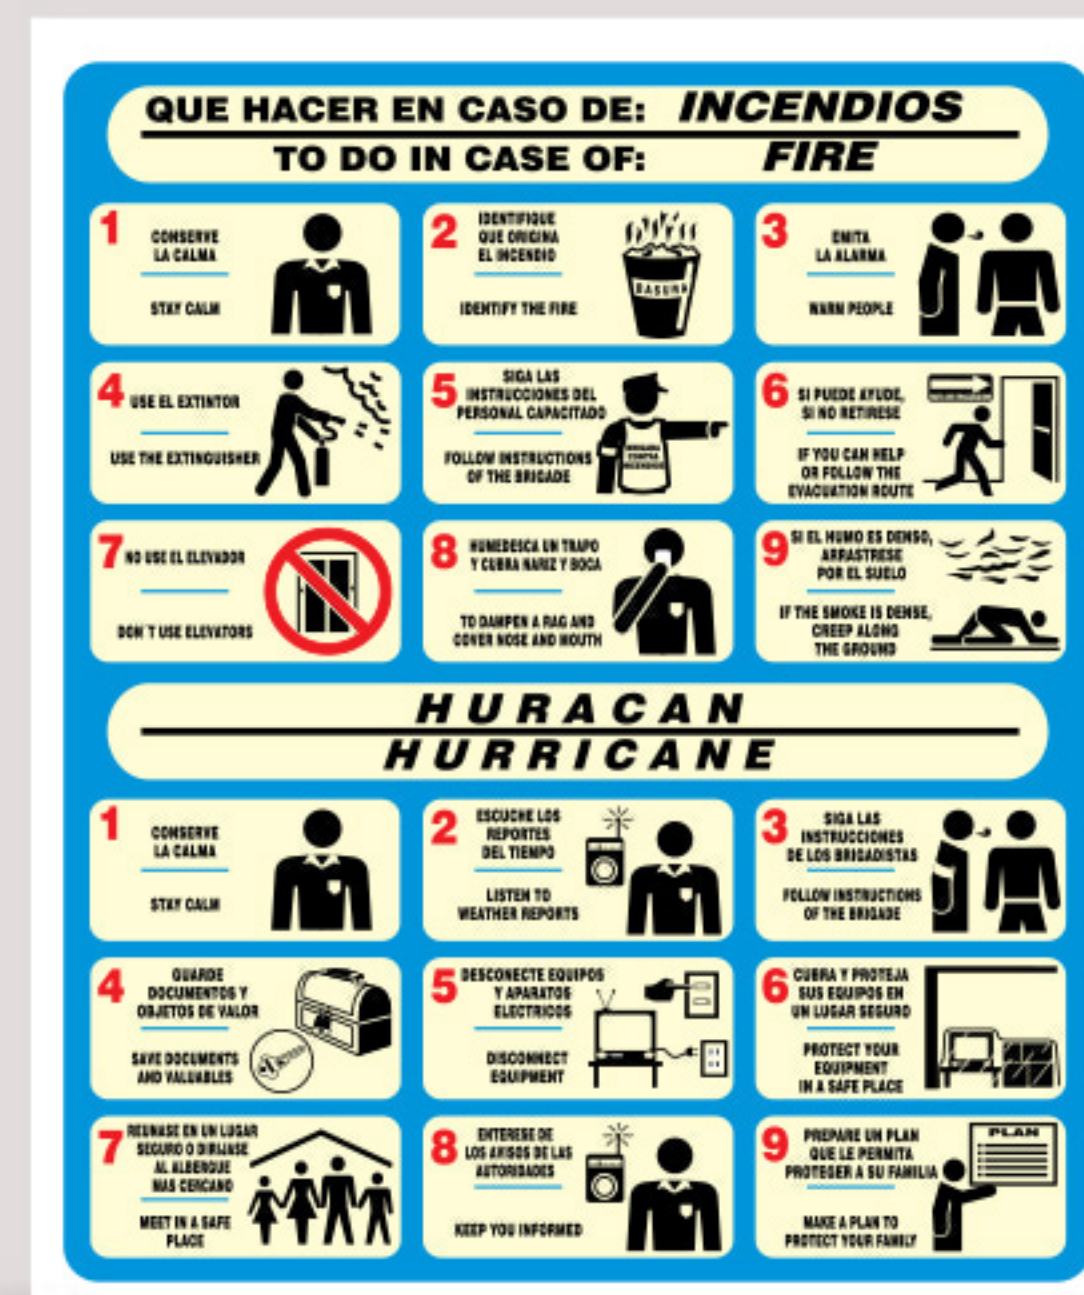 QUE HACER EN CASO DE: INCENDIOS
TO DO IN CASE OF: FIRE
1
CONSERVE
LA CALMA
STAY CALM
2
IDENTIFIQUE
QUE ORIGINA
EL INCENDIO
IDENTIFY THE FIRE
BASURA
3
EMITA
LA ALARMA
WARN PEOPLE
4
USE EL EXTINTOR
USE THE EXTINGUISHER
5
SIGA LAS
INSTRUCCIONES DEL
PERSONAL CAPACITADO
FOLLOW INSTRUCTIONS
OF THE BRIGADE
BRIGADA
CONTRA
INCENDIOS
6
SI PUEDE AYUDE,
SI NO RETIRESE
IF YOU CAN HELP
OR FOLLOW THE
EVACUATION ROUTE
7
NO USE EL ELEVADOR
DON´T USE ELEVATORS
8
HUMEDESCA UN TRAPO
Y CUBRA NARIZ Y BOCA
TO DAMPEN A RAG AND
COVER NOSE AND MOUTH
9
SI EL HUMO ES DENSO,
ARRASTRESE
POR EL SUELO
IF THE SMOKE IS DENSE,
CREEP ALONG
THE GROUND
HURACAN
HURRICANE
1
CONSERVE
LA CALMA
STAY CALM
2
ESCUCHE LOS
REPORTES
DEL TIEMPO
LISTEN TO
WEATHER REPORTS
3
SIGA LAS
INSTRUCCIONES
DE LOS BRIGADISTAS
FOLLOW INSTRUCTIONS
OF THE BRIGADE
4
GUARDE
DOCUMENTOS Y
OBJETOS DE VALOR
SAVE DOCUMENTS
AND VALUABLES
5
DESCONECTE EQUIPOS
Y APARATOS
ELECTRICOS
DISCONNECT
EQUIPMENT
6
CUBRA Y PROTEJA
SUS EQUIPOS EN
UN LUGAR SEGURO
PROTECT YOUR
EQUIPMENT
IN A SAFE PLACE
7
REUNASE EN UN LUGAR
SEGURO O DIRIJASE
AL ALBERGUE
MAS CERCANO
MEET IN A SAFE
PLACE
8
ENTERESE DE
LOS AVISOS DE LAS
AUTORIDADES
KEEP YOU INFORMED
9
PREPARE UN PLAN
QUE LE PERMITA
PROTEGER A SU FAMILIA
MAKE A PLAN TO
PROTECT YOUR FAMILY
PLAN